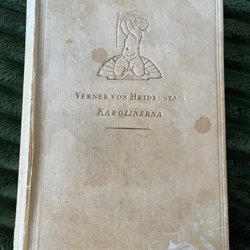 VERNER VON HEIDENSTAM
KAROLINERNA